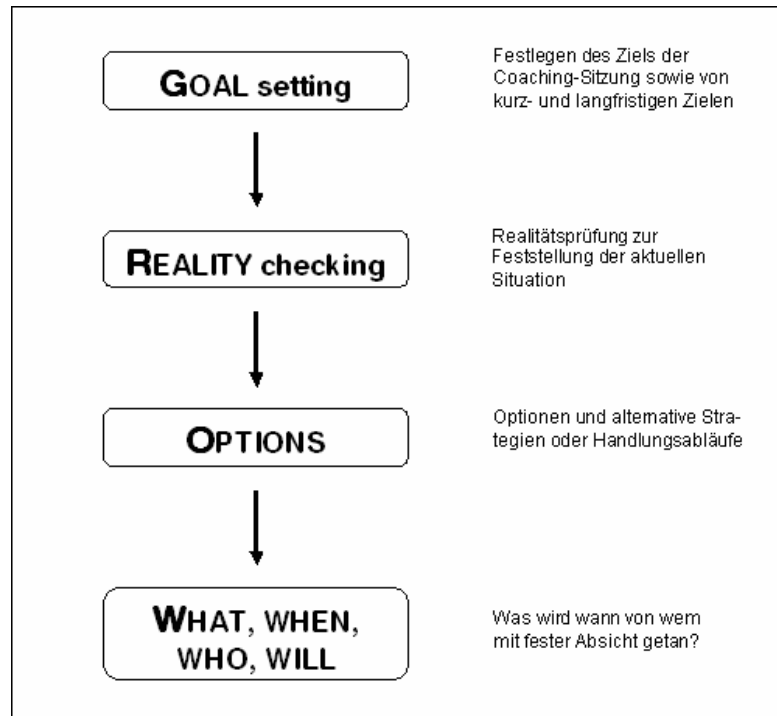 GOAL setting
Festlegen des Ziels der
Coaching-Sitzung sowie von
kurz- und langfristigen Zielen
REALITY checking
Realitätsprüfung zur
Feststellung der aktuellen
Situation
OPTIONS
Optionen und alternative Stra-
tegien oder Handlungsabläufe
WHAT, WHEN,
WHO, WILL
Was wird wann von wem
mit fester Absicht getan?